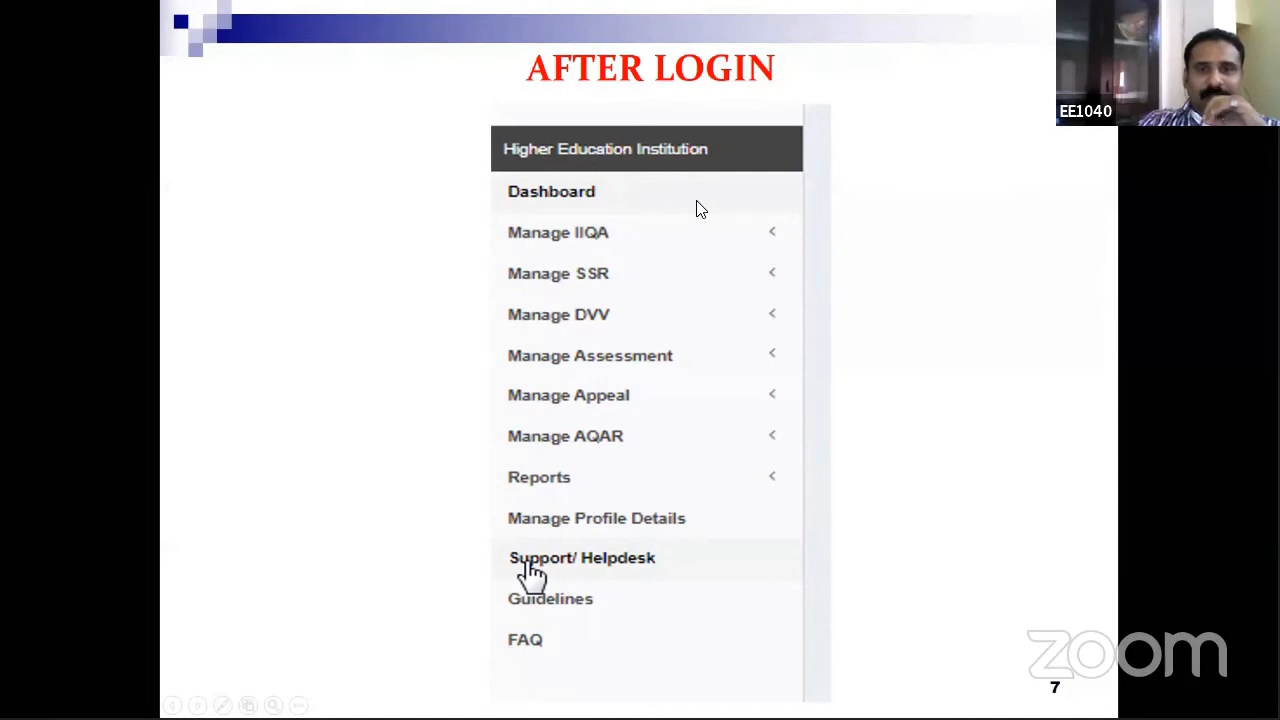 AFTER LOGIN
EE1040
Higher Education Institution
Dashboard
Manage IIQA
Manage SSR
Manage DVV
Manage Assessment
Manage Appeal
Manage AQAR
Reports
Manage Profile Details
Support/ Helpdesk
Guidelines
FAQ
zoom
7